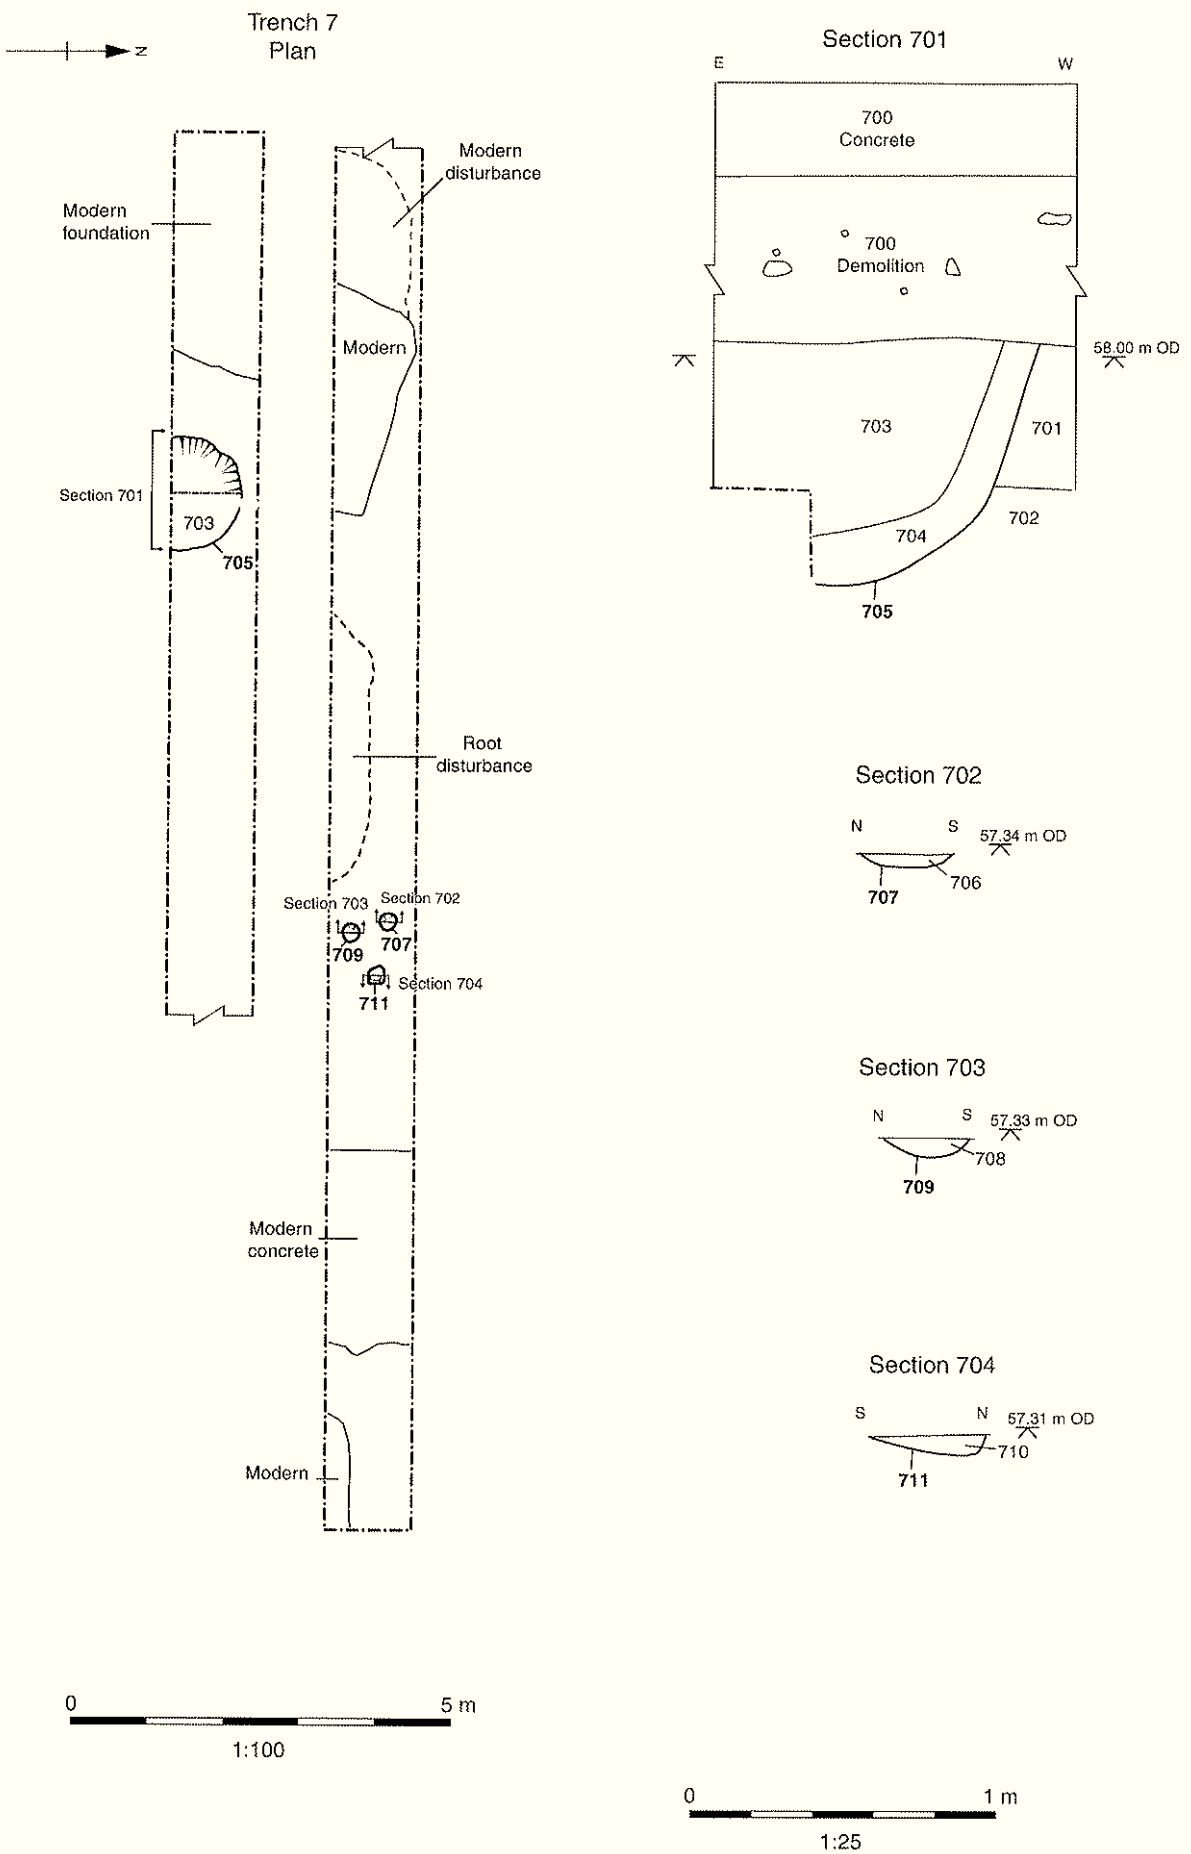 Trench 7
Plan
N
Modern
disturbance
Modern
foundation
Modern
Section 701
703
705
Root
disturbance
Section 703
Section 702
709
707
Section 704
711
Modern
concrete
Modern
0
5 m
1:100
Section 701
E
W
700
Concrete
700
Demolition
58.00 m OD
703
701
704
702
705
Section 702
N
S
57.34 m OD
706
707
Section 703
N
S
57.33 m OD
708
709
Section 704
S
N
57.31 m OD
710
711
0
1 m
1:25